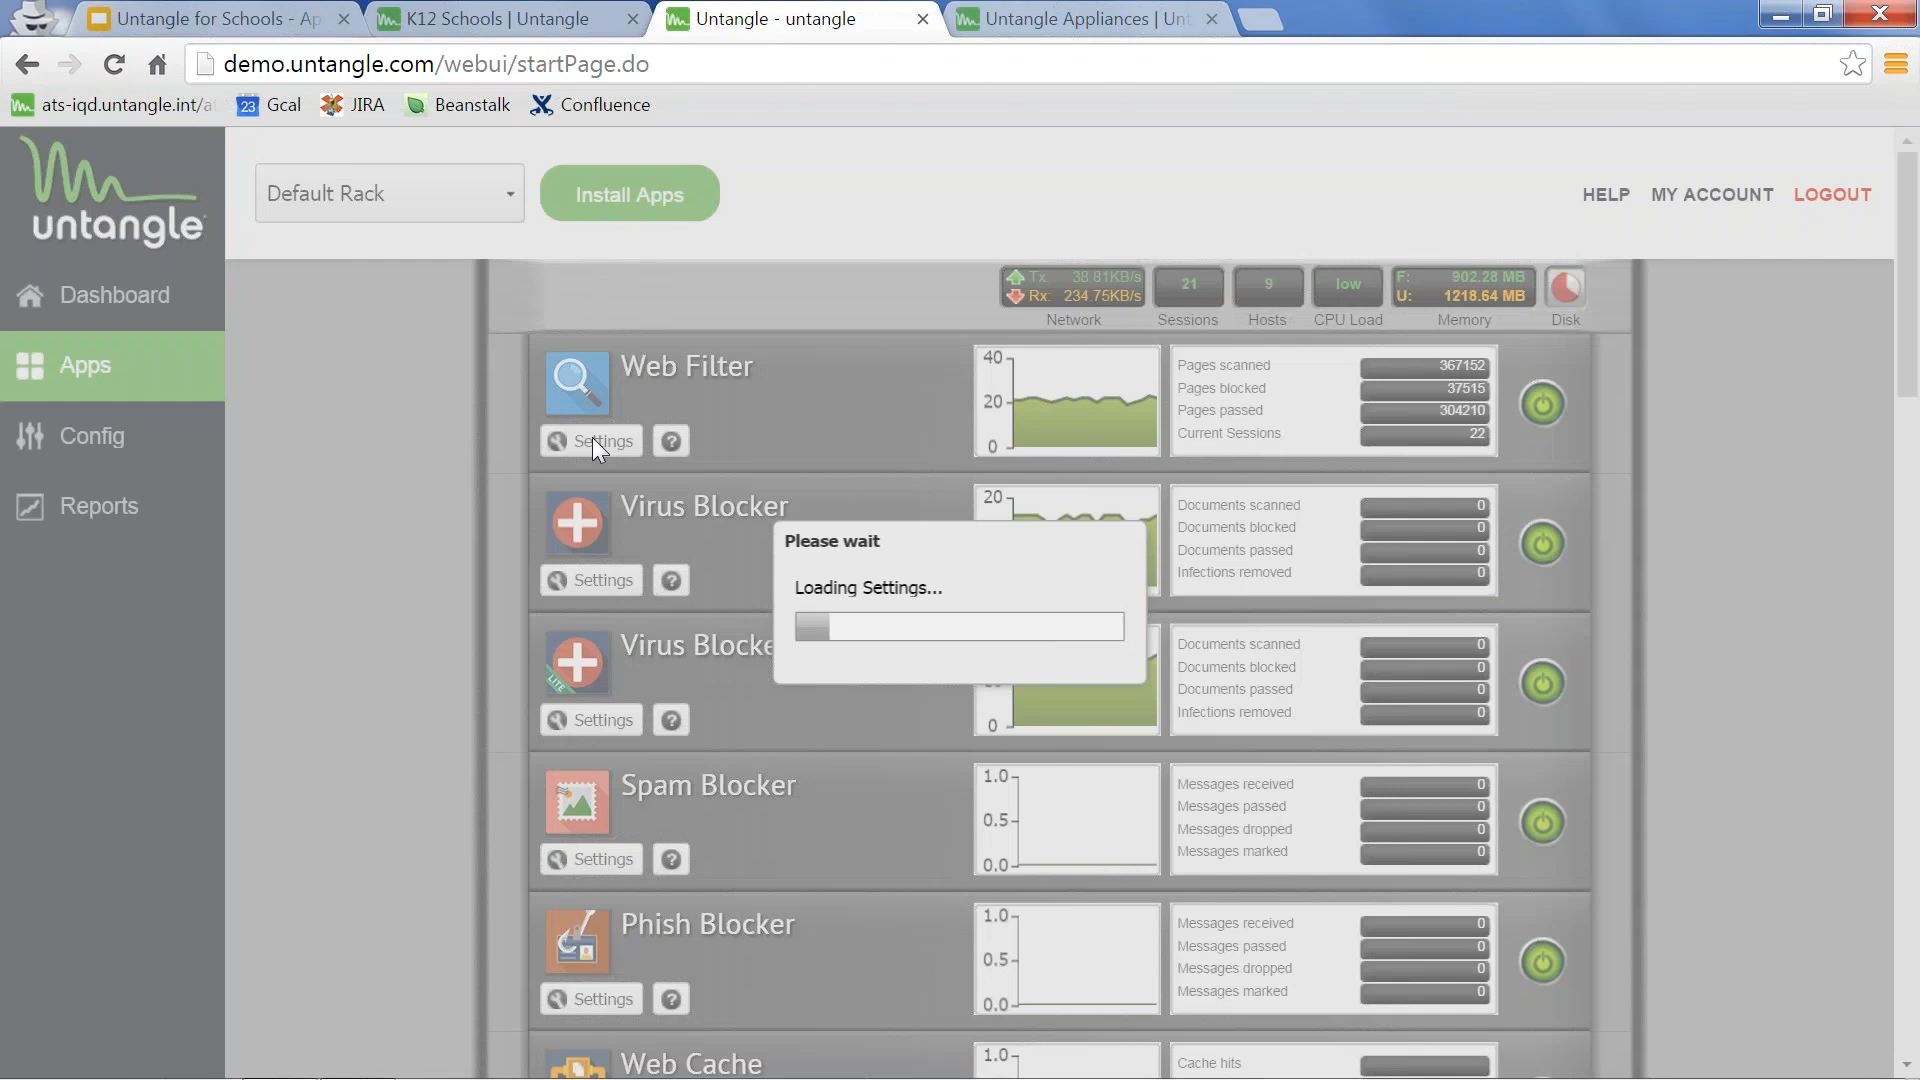 Untangle for Schools - Ap
K12 Schools | Untangle
Untangle - untangle
Untangle Appliances | Unt
demo.untangle.com/webui/startPage.do
ats-iqd.untangle.int/a
23 Gcal
JIRA
Beanstalk
Confluence
untangle
Default Rack
Install Apps
HELP MY ACCOUNT LOGOUT
Dashboard
Apps
Config
Reports
Tx: 38.81KB/s
Rx: 234.75KB/s
21
9
low
F: 902.28 MB
U: 1218.64 MB
Network Sessions Hosts CPU Load Memory Disk
Web Filter
Settings ?
40
20
0
Pages scanned 367152
Pages blocked 37515
Pages passed 304210
Current Sessions 22
Virus Blocker
Settings ?
20
Documents scanned 0
Documents blocked 0
Documents passed 0
Infections removed 0
Please wait
Loading Settings...
Virus Blocke
LITE
Settings ?
0
Documents scanned 0
Documents blocked 0
Documents passed 0
Infections removed 0
Spam Blocker
Settings ?
1.0
0.5
0.0
Messages received 0
Messages passed 0
Messages dropped 0
Messages marked 0
Phish Blocker
Settings ?
1.0
0.5
0.0
Messages received 0
Messages passed 0
Messages dropped 0
Messages marked 0
Web Cache
1.0
Cache hits